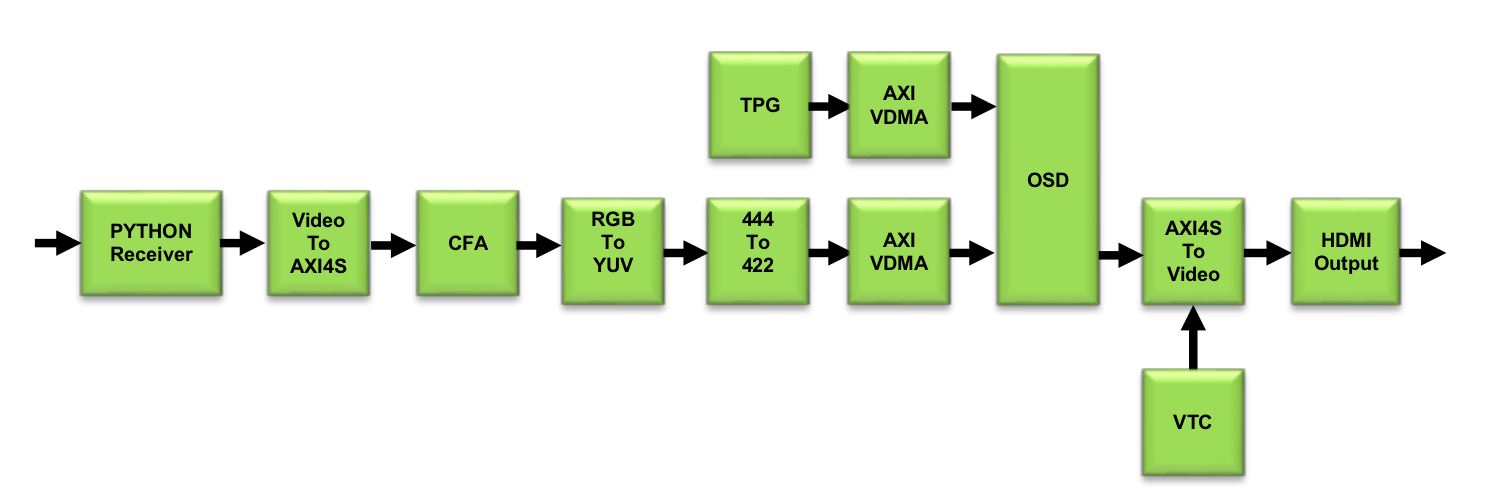 TPG
AXI
VDMA
OSD
PYTHON
Receiver
Video
To
AXI4S
CFA
RGB
To
YUV
444
To
422
AXI
VDMA
AXI4S
To
Video
HDMI
Output
VTC